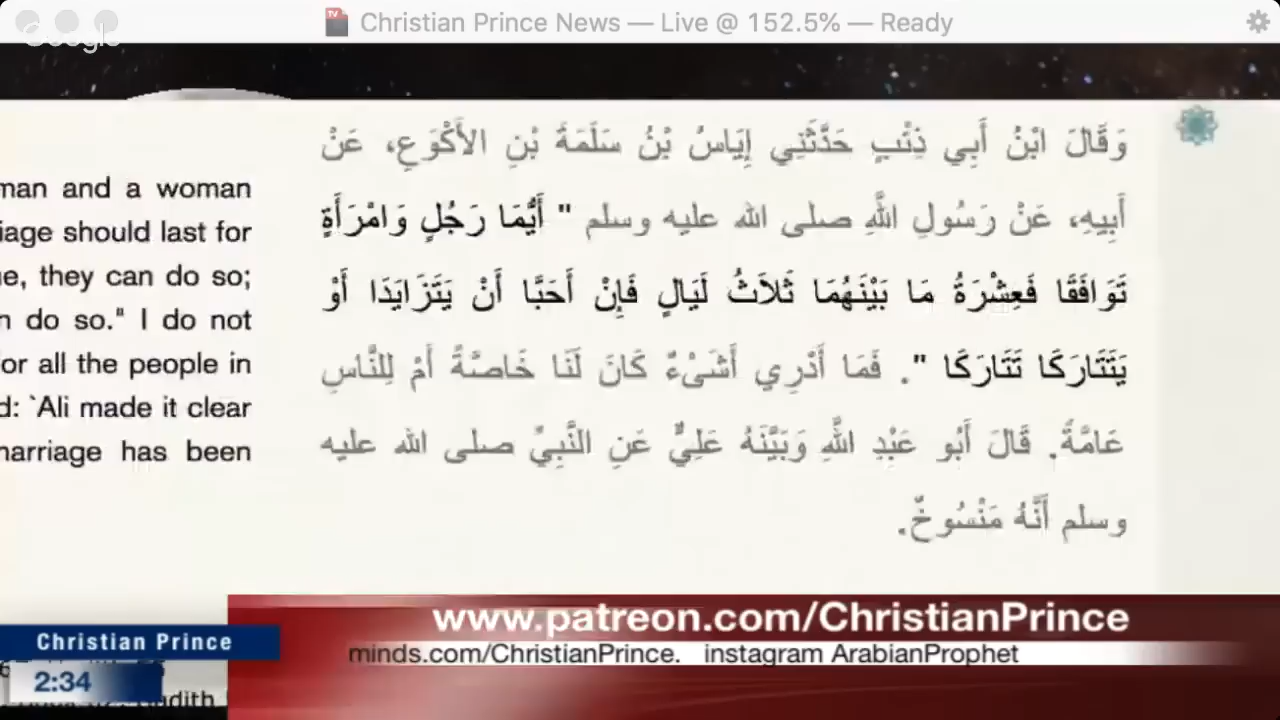 Christian Prince News — Live @ 152.5% — Ready
Google
وَقَالَ ابْنُ أَبِي ذِئْبٍ حَدَّثَنِي إِيَاسُ بْنُ سَلَمَةَ بْنِ الأَكْوَعِ، عَنْ
أَبِيهِ، عَنْ رَسُولِ اللَّهِ صلى الله عليه وسلم " أَيُّمَا رَجُلٍ وَامْرَأَةٍ
تَوَافَقَا فَعِشْرَةُ مَا بَيْنَهُمَا ثَلاَثُ لَيَالٍ فَإِنْ أَحَبَّا أَنْ يَتَزَايَدَا أَوْ
يَتَتَارَكَا تَتَارَكَا ". فَمَا أَدْرِي أَشَىْءٌ كَانَ لَنَا خَاصَّةً أَمْ لِلنَّاسِ
عَامَّةً. قَالَ أَبُو عَبْدِ اللَّهِ وَبَيَّنَهُ عَلِيٌّ عَنِ النَّبِيِّ صلى الله عليه
وسلم أَنَّهُ مَنْسُوخٌ.
man and a woman
iage should last for
e, they can do so;
n do so." I do not
or all the people in
d: `Ali made it clear
narriage has been
www.patreon.com/ChristianPrince
Christian Prince
minds.com/ChristianPrince. instagram ArabianProphet
2:34